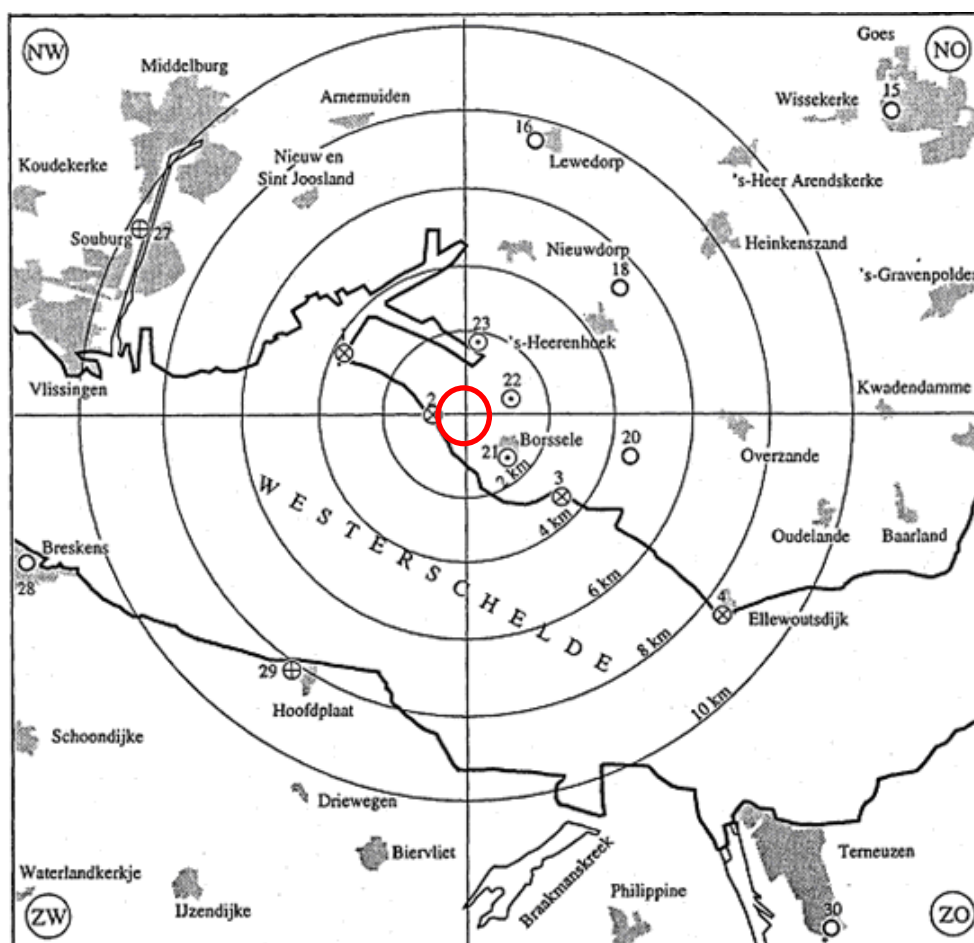 NW
NO
Goes
15
Middelburg
Arnemuiden
Wissekerke
16
Lewedorp
Koudekerke
Nieuw en
Sint Joosland
's-Heer Arendskerke
Souburg
27
Nieuwdorp
Heinkenszand
18
's-Gravenpolder
1
23
's-Heerenhoek
Vlissingen
22
Kwadendamme
2
Borssele
21
20
Overzande
2 km
3
WESTERSCHELDE
4 km
Oudelande
Baarland
Breskens
28
6 km
4
Ellewoutsdijk
8 km
29
10 km
Hoofdplaat
Schoondijke
Driewegen
Biervliet
Terneuzen
Waterlandkerkje
Braakmanskreek
Philippine
IJzendijke
30
ZW
ZO